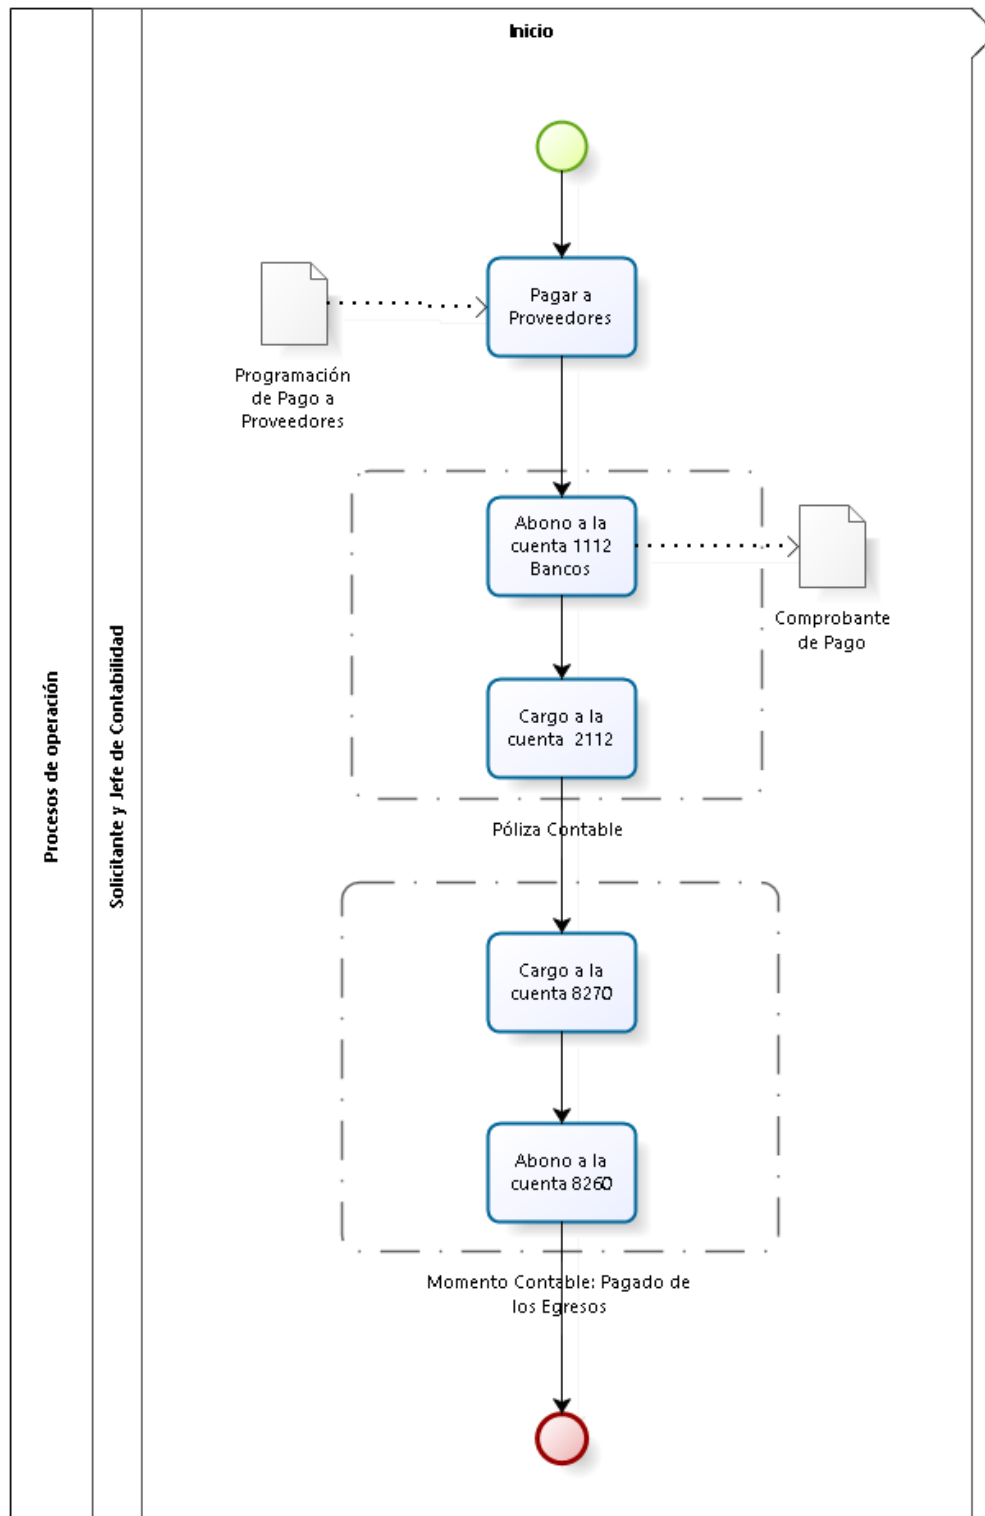 Inicio
Procesos de operación
Solicitante y Jefe de Contabilidad
Pagar a
Proveedores
Programación
de Pago a
Proveedores
Abono a la
cuenta 1112
Bancos
Comprobante
de Pago
Cargo a la
cuenta 2112
Póliza Contable
Cargo a la
cuenta 8270
Abono a la
cuenta 8260
Momento Contable: Pagado de
los Egresos